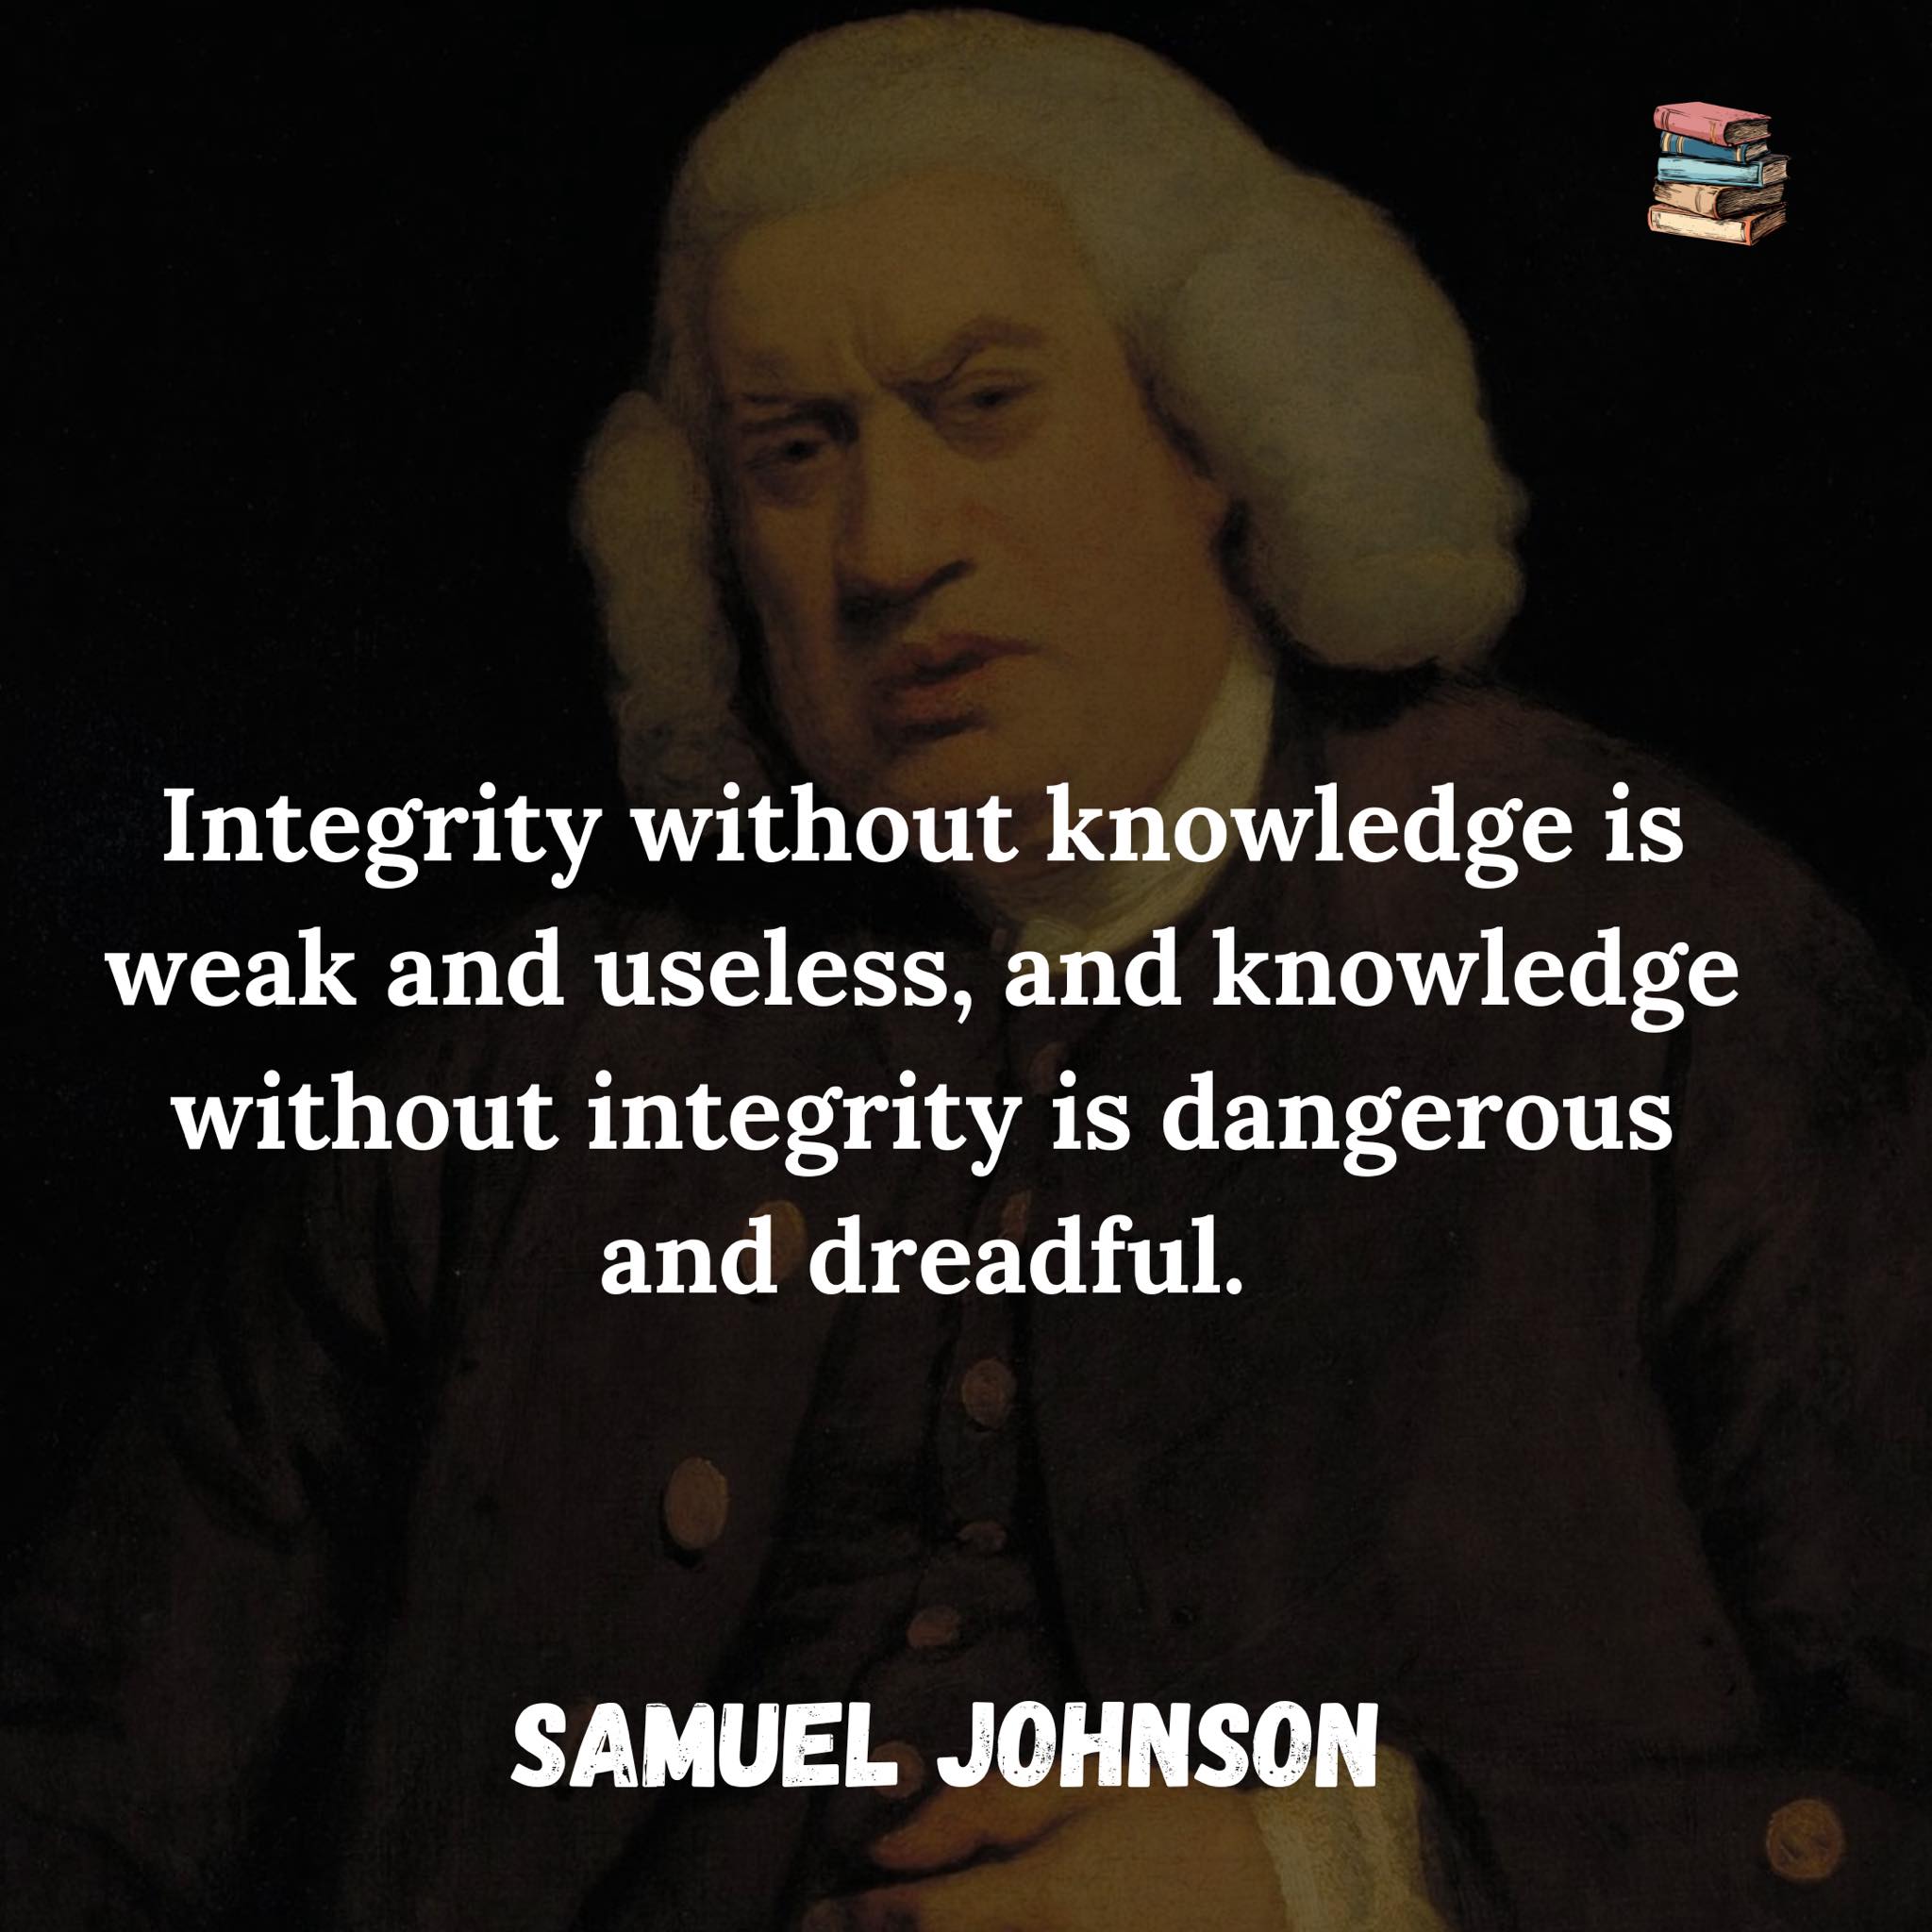 Integrity without knowledge is
weak and useless, and knowledge
without integrity is dangerous
and dreadful.
SAMUEL JOHNSON